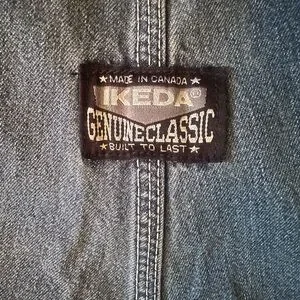 ★ MADE IN CANADA ★
IKEDA®
GENUINECLASSIC
★ BUILT TO LAST ★